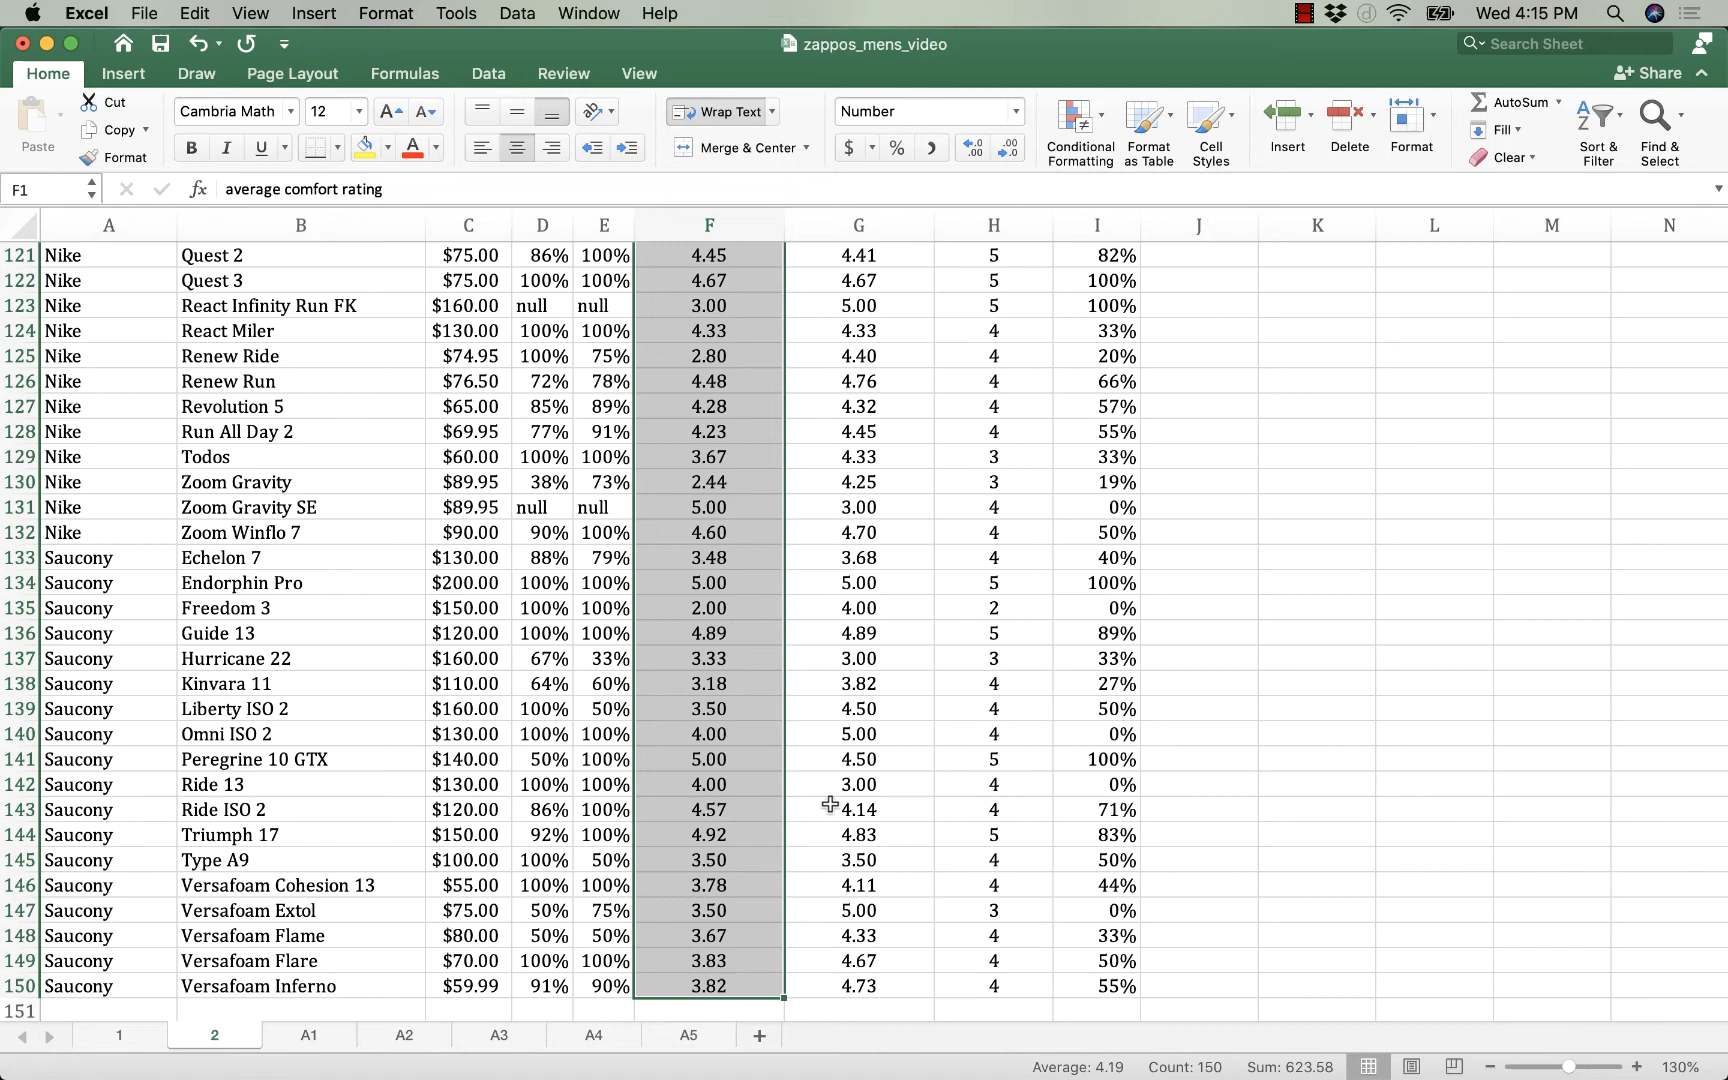 Excel File Edit View Insert Format Tools Data Window Help Wed 4:15 PM
zappos_mens_video Search Sheet
Home Insert Draw Page Layout Formulas Data Review View Share
Paste Cut Copy Format
Cambria Math 12 A A
B I U A
Wrap Text
Merge & Center
Number
$ % )
Conditional Formatting Format as Table Cell Styles
Insert Delete Format
AutoSum
Fill
Clear
Sort & Filter Find & Select
F1 fx average comfort rating
A B C D E F G H I J K L M N
121 Nike Quest 2 $75.00 86% 100% 4.45 4.41 5 82%
122 Nike Quest 3 $75.00 100% 100% 4.67 4.67 5 100%
123 Nike React Infinity Run FK $160.00 null null 3.00 5.00 5 100%
124 Nike React Miler $130.00 100% 100% 4.33 4.33 4 33%
125 Nike Renew Ride $74.95 100% 75% 2.80 4.40 4 20%
126 Nike Renew Run $76.50 72% 78% 4.48 4.76 4 66%
127 Nike Revolution 5 $65.00 85% 89% 4.28 4.32 4 57%
128 Nike Run All Day 2 $69.95 77% 91% 4.23 4.45 4 55%
129 Nike Todos $60.00 100% 100% 3.67 4.33 3 33%
130 Nike Zoom Gravity $89.95 38% 73% 2.44 4.25 3 19%
131 Nike Zoom Gravity SE $89.95 null null 5.00 3.00 4 0%
132 Nike Zoom Winflo 7 $90.00 90% 100% 4.60 4.70 4 50%
133 Saucony Echelon 7 $130.00 88% 79% 3.48 3.68 4 40%
134 Saucony Endorphin Pro $200.00 100% 100% 5.00 5.00 5 100%
135 Saucony Freedom 3 $150.00 100% 100% 2.00 4.00 2 0%
136 Saucony Guide 13 $120.00 100% 100% 4.89 4.89 5 89%
137 Saucony Hurricane 22 $160.00 67% 33% 3.33 3.00 3 33%
138 Saucony Kinvara 11 $110.00 64% 60% 3.18 3.82 4 27%
139 Saucony Liberty ISO 2 $160.00 100% 50% 3.50 4.50 4 50%
140 Saucony Omni ISO 2 $130.00 100% 100% 4.00 5.00 4 0%
141 Saucony Peregrine 10 GTX $140.00 50% 100% 5.00 4.50 5 100%
142 Saucony Ride 13 $130.00 100% 100% 4.00 3.00 4 0%
143 Saucony Ride ISO 2 $120.00 86% 100% 4.57 4.14 4 71%
144 Saucony Triumph 17 $150.00 92% 100% 4.92 4.83 5 83%
145 Saucony Type A9 $100.00 100% 50% 3.50 3.50 4 50%
146 Saucony Versafoam Cohesion 13 $55.00 100% 100% 3.78 4.11 4 44%
147 Saucony Versafoam Extol $75.00 50% 75% 3.50 5.00 3 0%
148 Saucony Versafoam Flame $80.00 50% 50% 3.67 4.33 4 33%
149 Saucony Versafoam Flare $70.00 100% 100% 3.83 4.67 4 50%
150 Saucony Versafoam Inferno $59.99 91% 90% 3.82 4.73 4 55%
151
1 2 A1 A2 A3 A4 A5 +
Average: 4.19 Count: 150 Sum: 623.58 130%